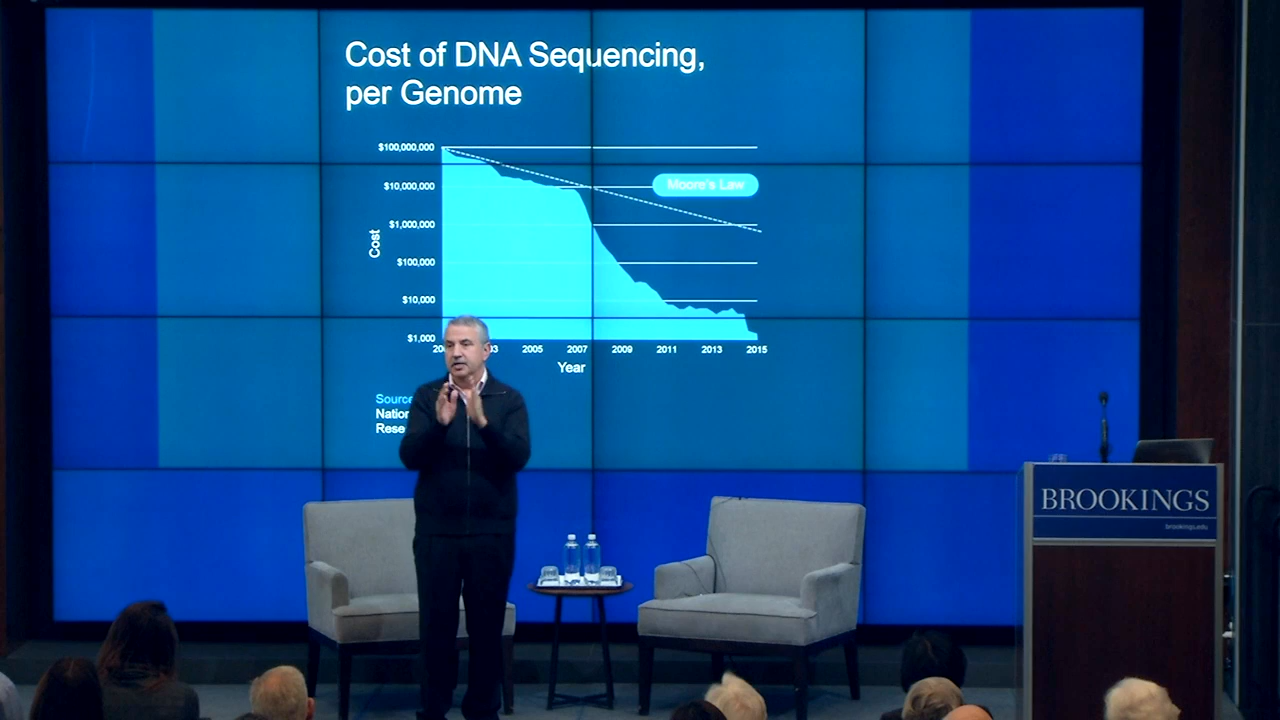 Cost of DNA Sequencing,
per Genome
$100,000,000
$10,000,000
$1,000,000
$100,000
$10,000
$1,000
Cost
Moore's Law
2005
2007
2009
2011
2013
2015
Year
Source
BROOKINGS
brookings.edu